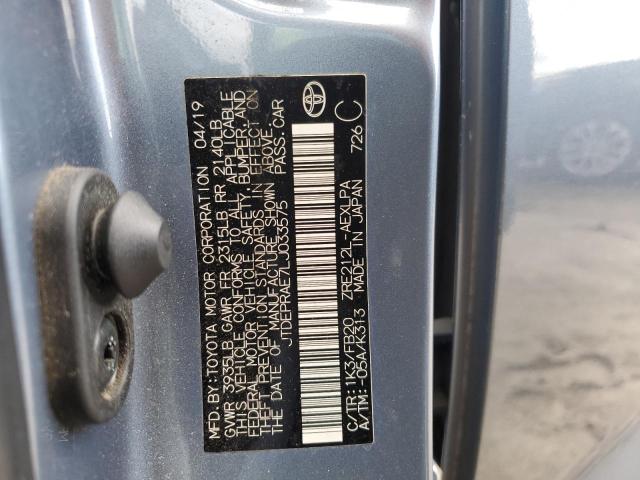 MFD. BY: TOYOTA MOTOR CORPORATION 04/19
GVWR 3935LB GAWR FR 2315LB RR 2140LB
THIS VEHICLE CONFORMS TO ALL APPLICABLE
FEDERAL MOTOR VEHICLE SAFETY, BUMPER, AND
THEFT PREVENTION STANDARDS IN EFFECT ON
THE DATE OF MANUFACTURE SHOWN ABOVE.
JTDEPRAE7LJ033575 PASS.CAR
C/TR: 1K3/FB20 ZRE212L-AEXLPA
A/TM: -05A/K313 MADE IN JAPAN 726 C